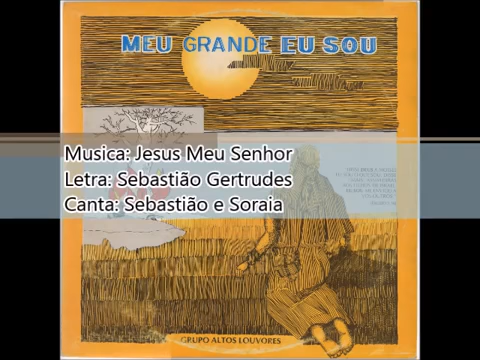 MEU GRANDE EU SOU
Musica: Jesus Meu Senhor
Letra: Sebastião Gertrudes
Canta: Sebastião e Soraia
GRUPO ALTOS LOUVORES